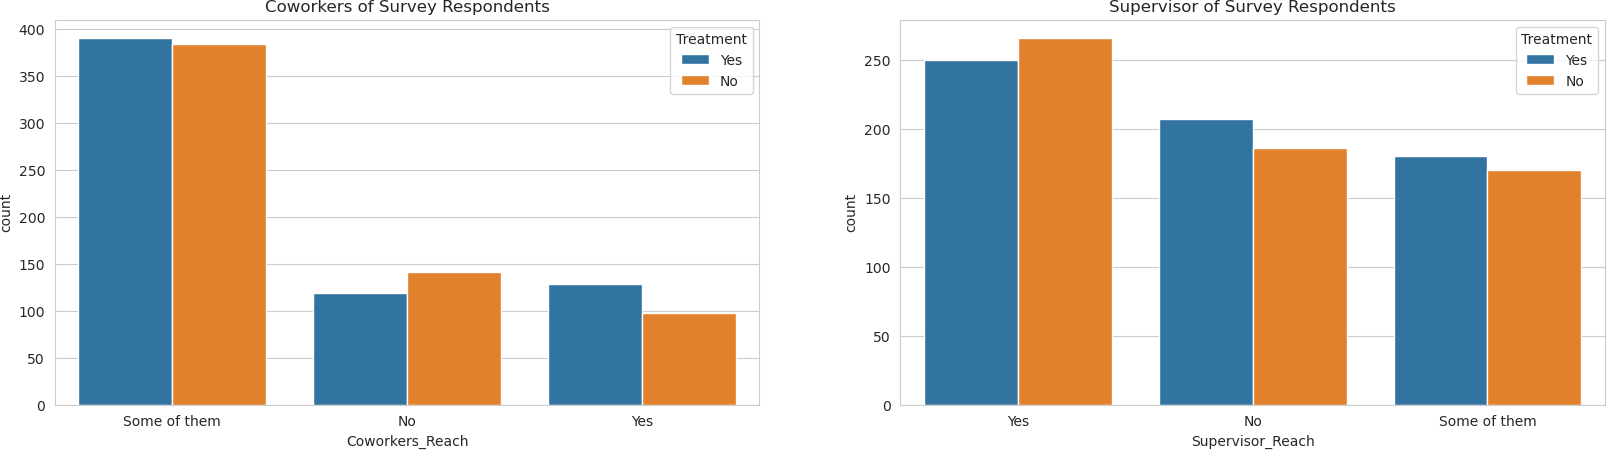 Coworkers of Survey Respondents
400
350
300
250
200
150
100
50
0
count
Treatment
Yes
No
Some of them
No
Yes
Coworkers_Reach
Supervisor of Survey Respondents
250
200
150
100
50
0
count
Treatment
Yes
No
Yes
No
Some of them
Supervisor_Reach